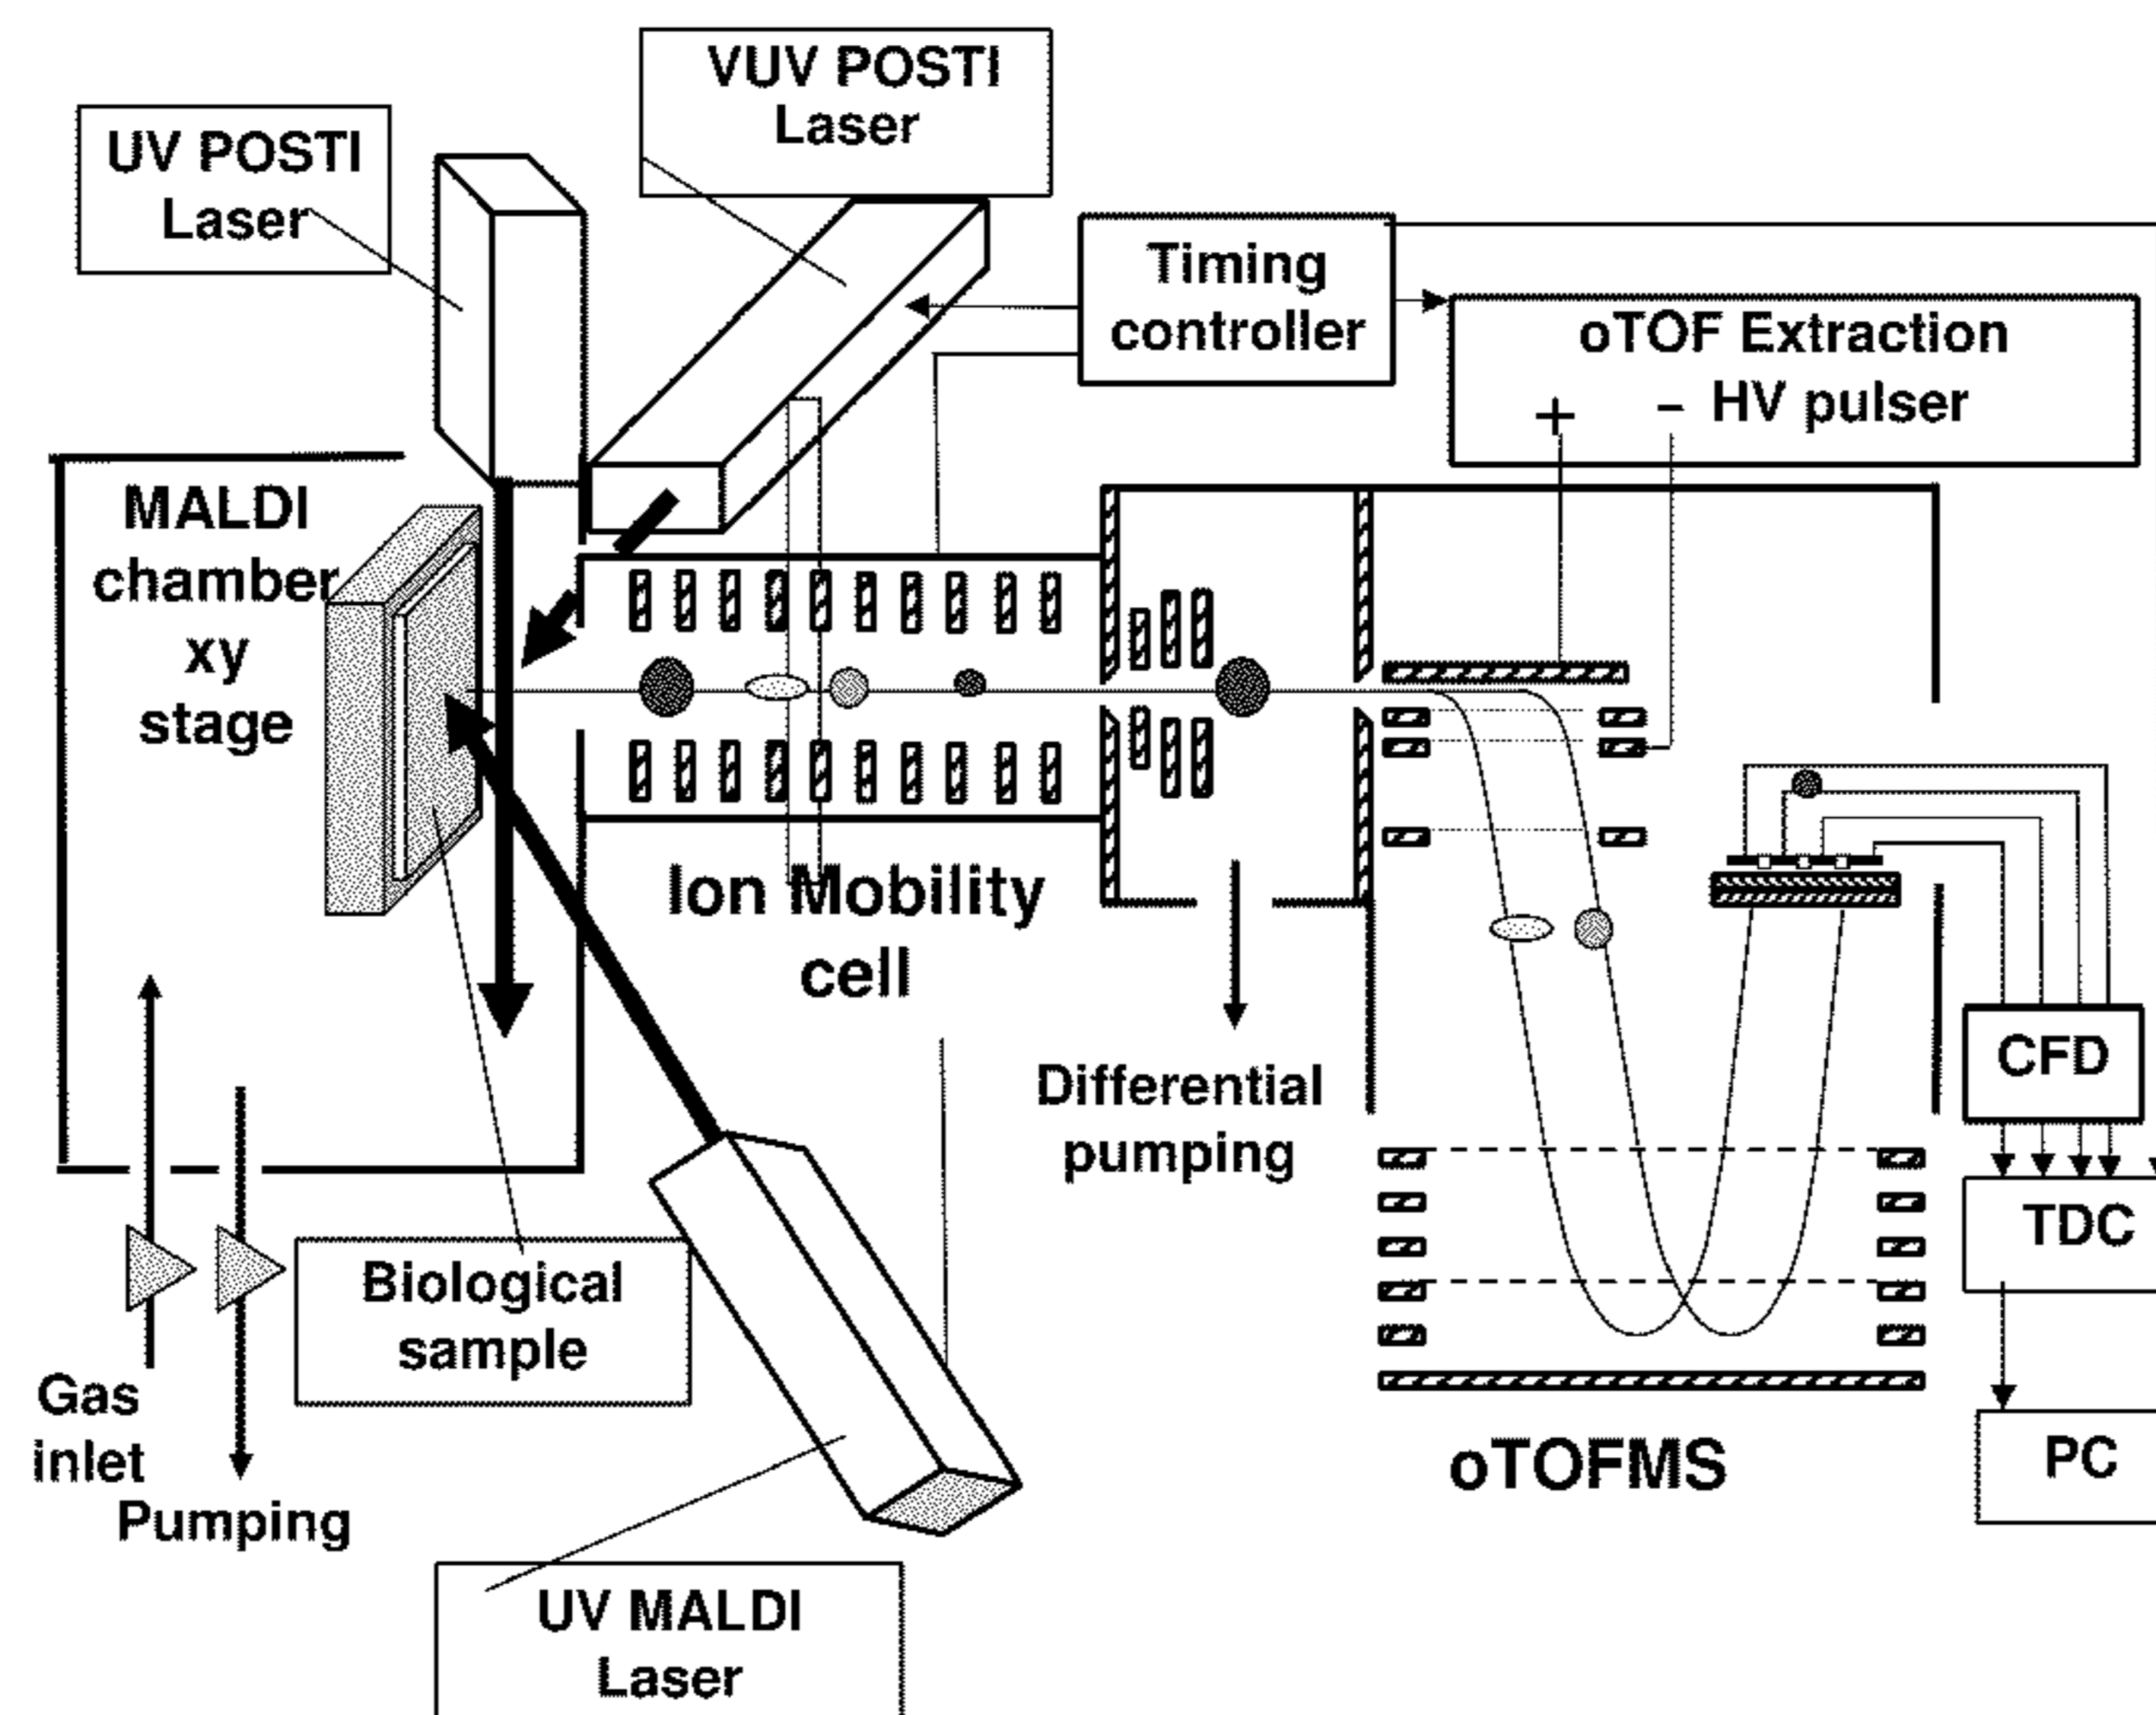 VUV POSTI
Laser
UV POSTI
Laser
Timing
controller
oTOF Extraction
+ − HV pulser
MALDI
chamber
xy
stage
Ion Mobility
cell
Differential
pumping
CFD
TDC
PC
Biological
sample
Gas
inlet
Pumping
oTOFMS
UV MALDI
Laser